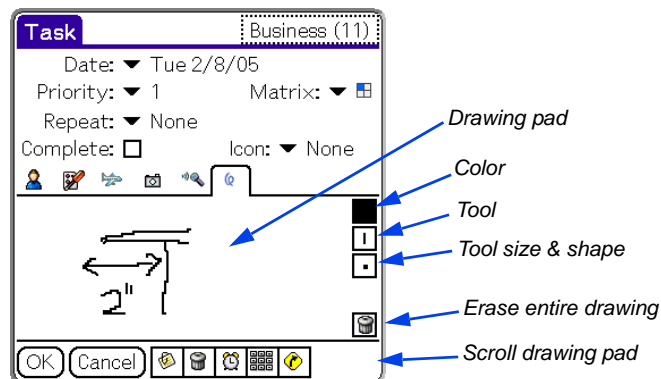 Task Business (11)
Date: Tue 2/8/05
Priority: 1 Matrix:
Repeat: None
Complete: Icon: None
Drawing pad
Color
Tool
Tool size & shape
2"
Erase entire drawing
OK Cancel
Scroll drawing pad